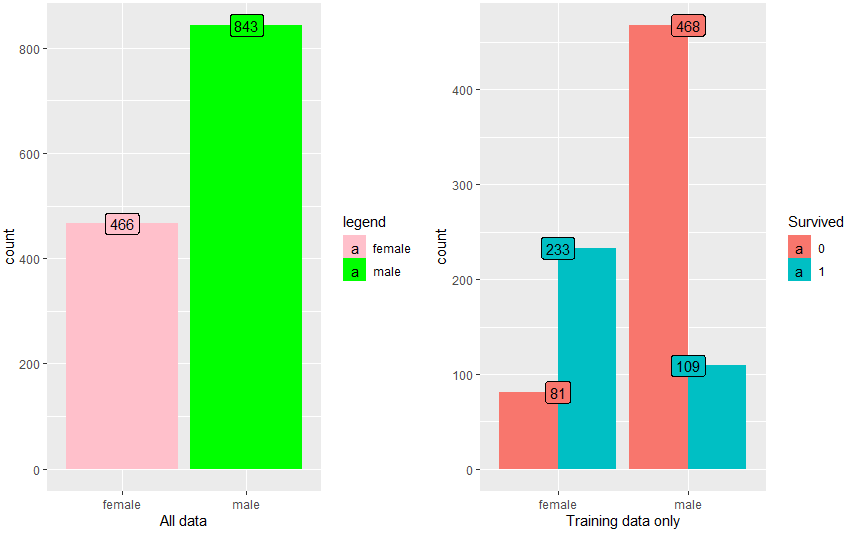 800
600
400
200
0
count
466
843
female
male
All data
legend
a female
a male
400
300
200
100
0
count
233
81
468
109
female
male
Training data only
Survived
a 0
a 1